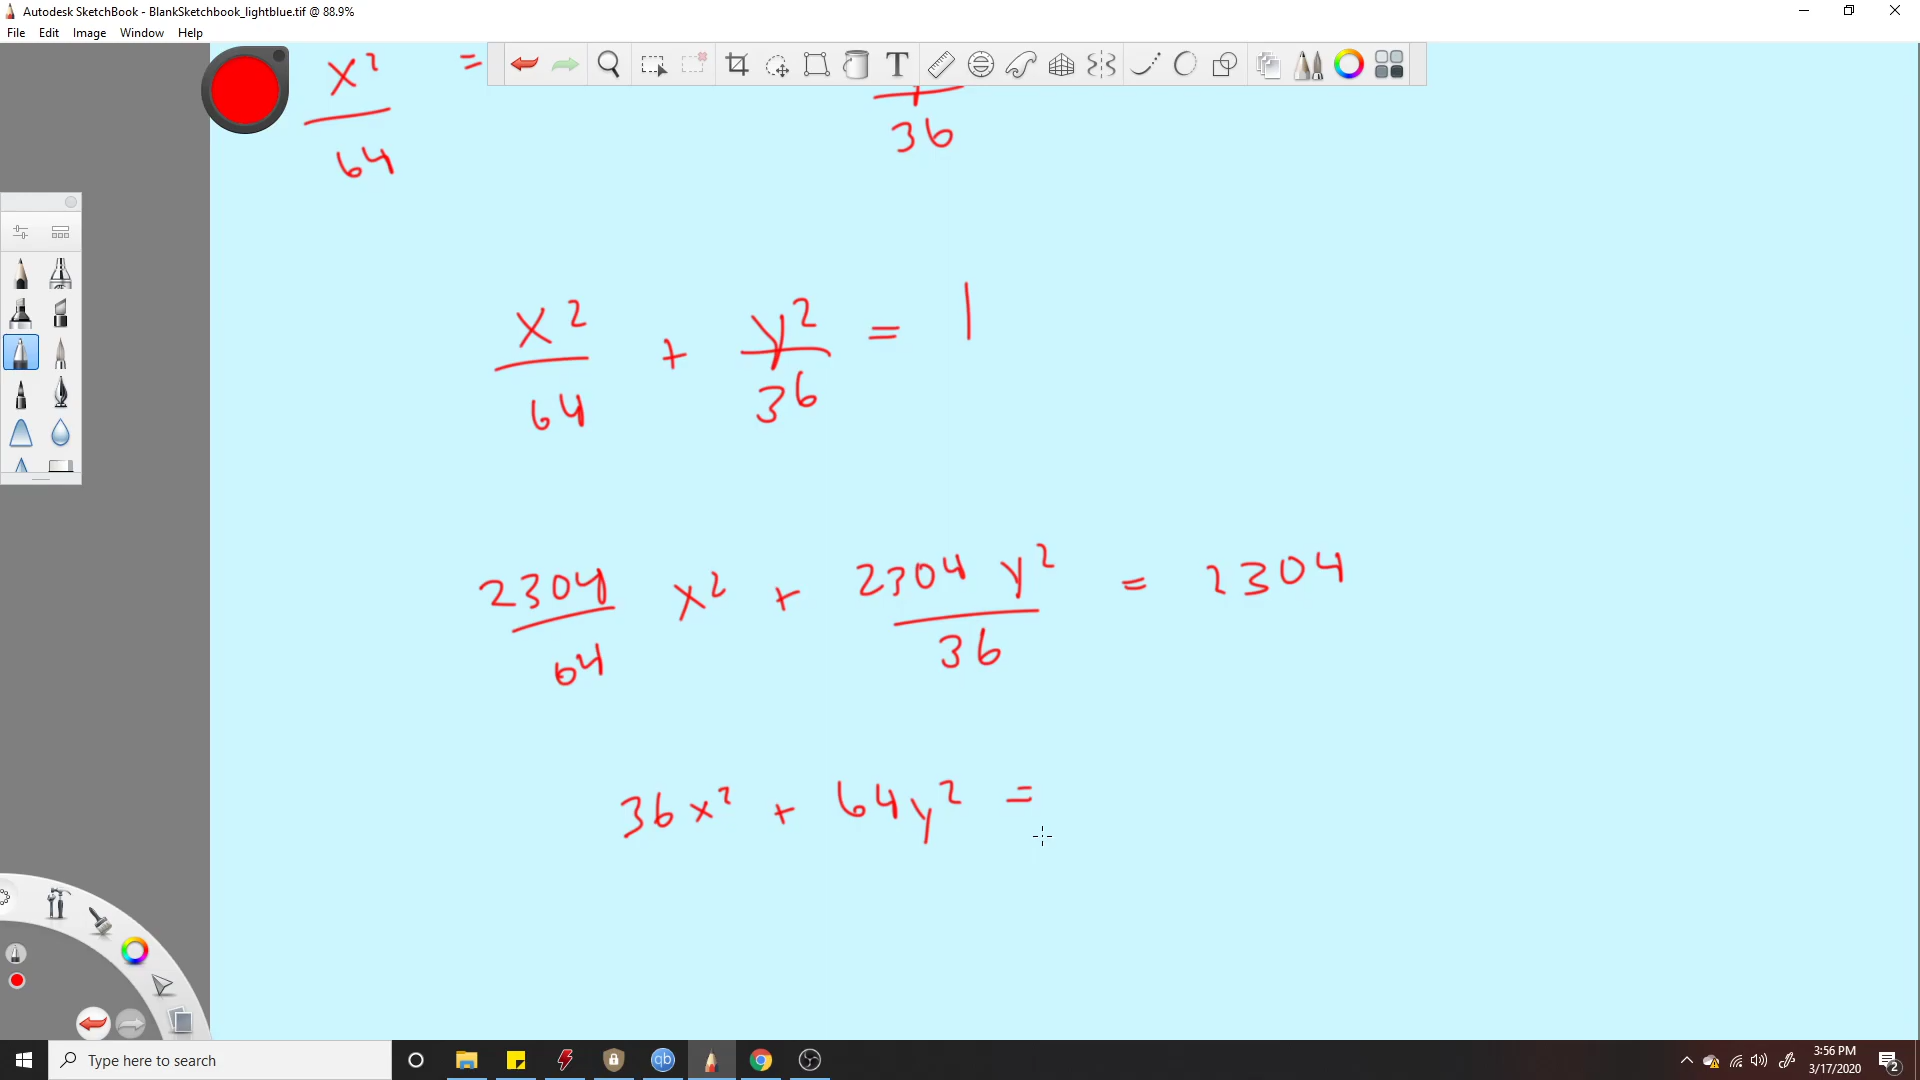 Autodesk SketchBook - BlankSketchbook_lightblue.tif @ 88.9%
File Edit Image Window Help
x² =
64
36
x² + y² = 1
64 36
2304 x² + 2304 y² = 2304
64 36
36x² + 64y² =
Type here to search
qb
3:56 PM
3/17/2020
2